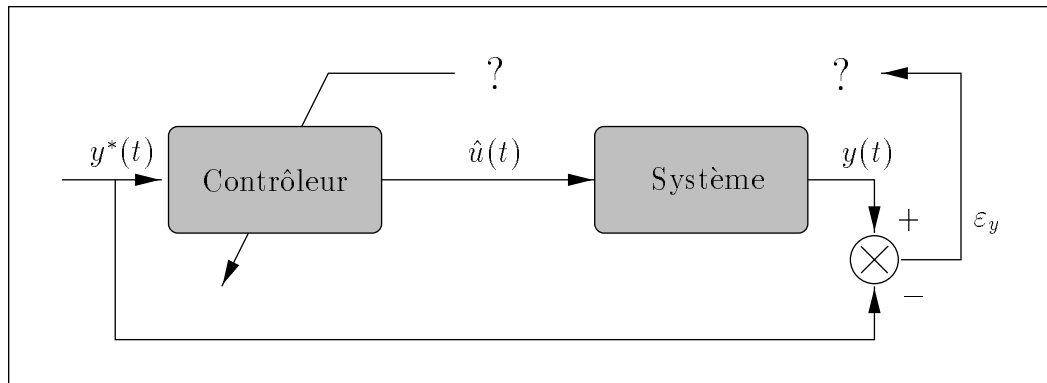 ? ?
y*(t) û(t) y(t)
Contrôleur Système
+ ε_y
−